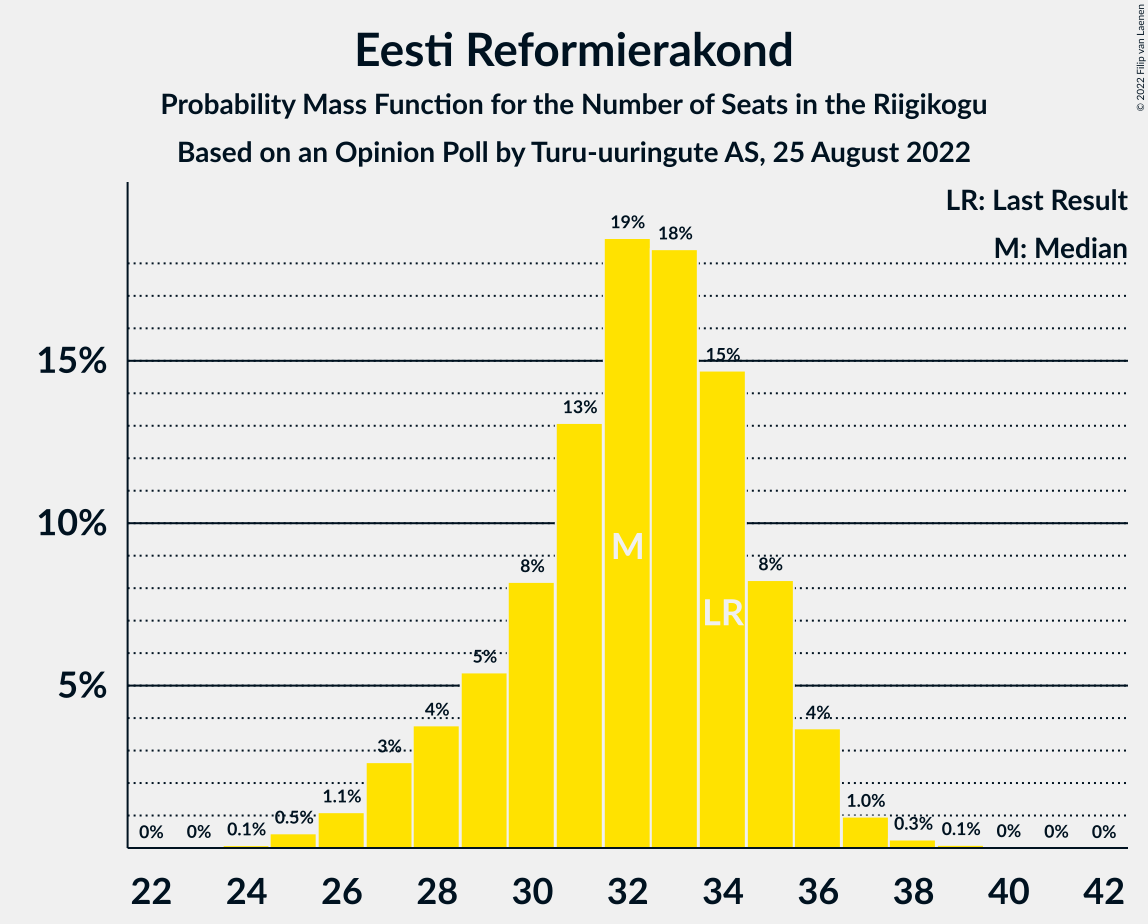 Eesti Reformierakond
Probability Mass Function for the Number of Seats in the Riigikogu
Based on an Opinion Poll by Turu-uuringute AS, 25 August 2022
© 2022 Filip van Laenen
LR: Last Result
M: Median
15%
10%
5%
0% 0% 0.1% 0.5% 1.1% 3% 4% 5% 8% 13% 19% 18% 15% 8% 4% 1.0% 0.3% 0.1% 0% 0% 0%
M
LR
22 24 26 28 30 32 34 36 38 40 42